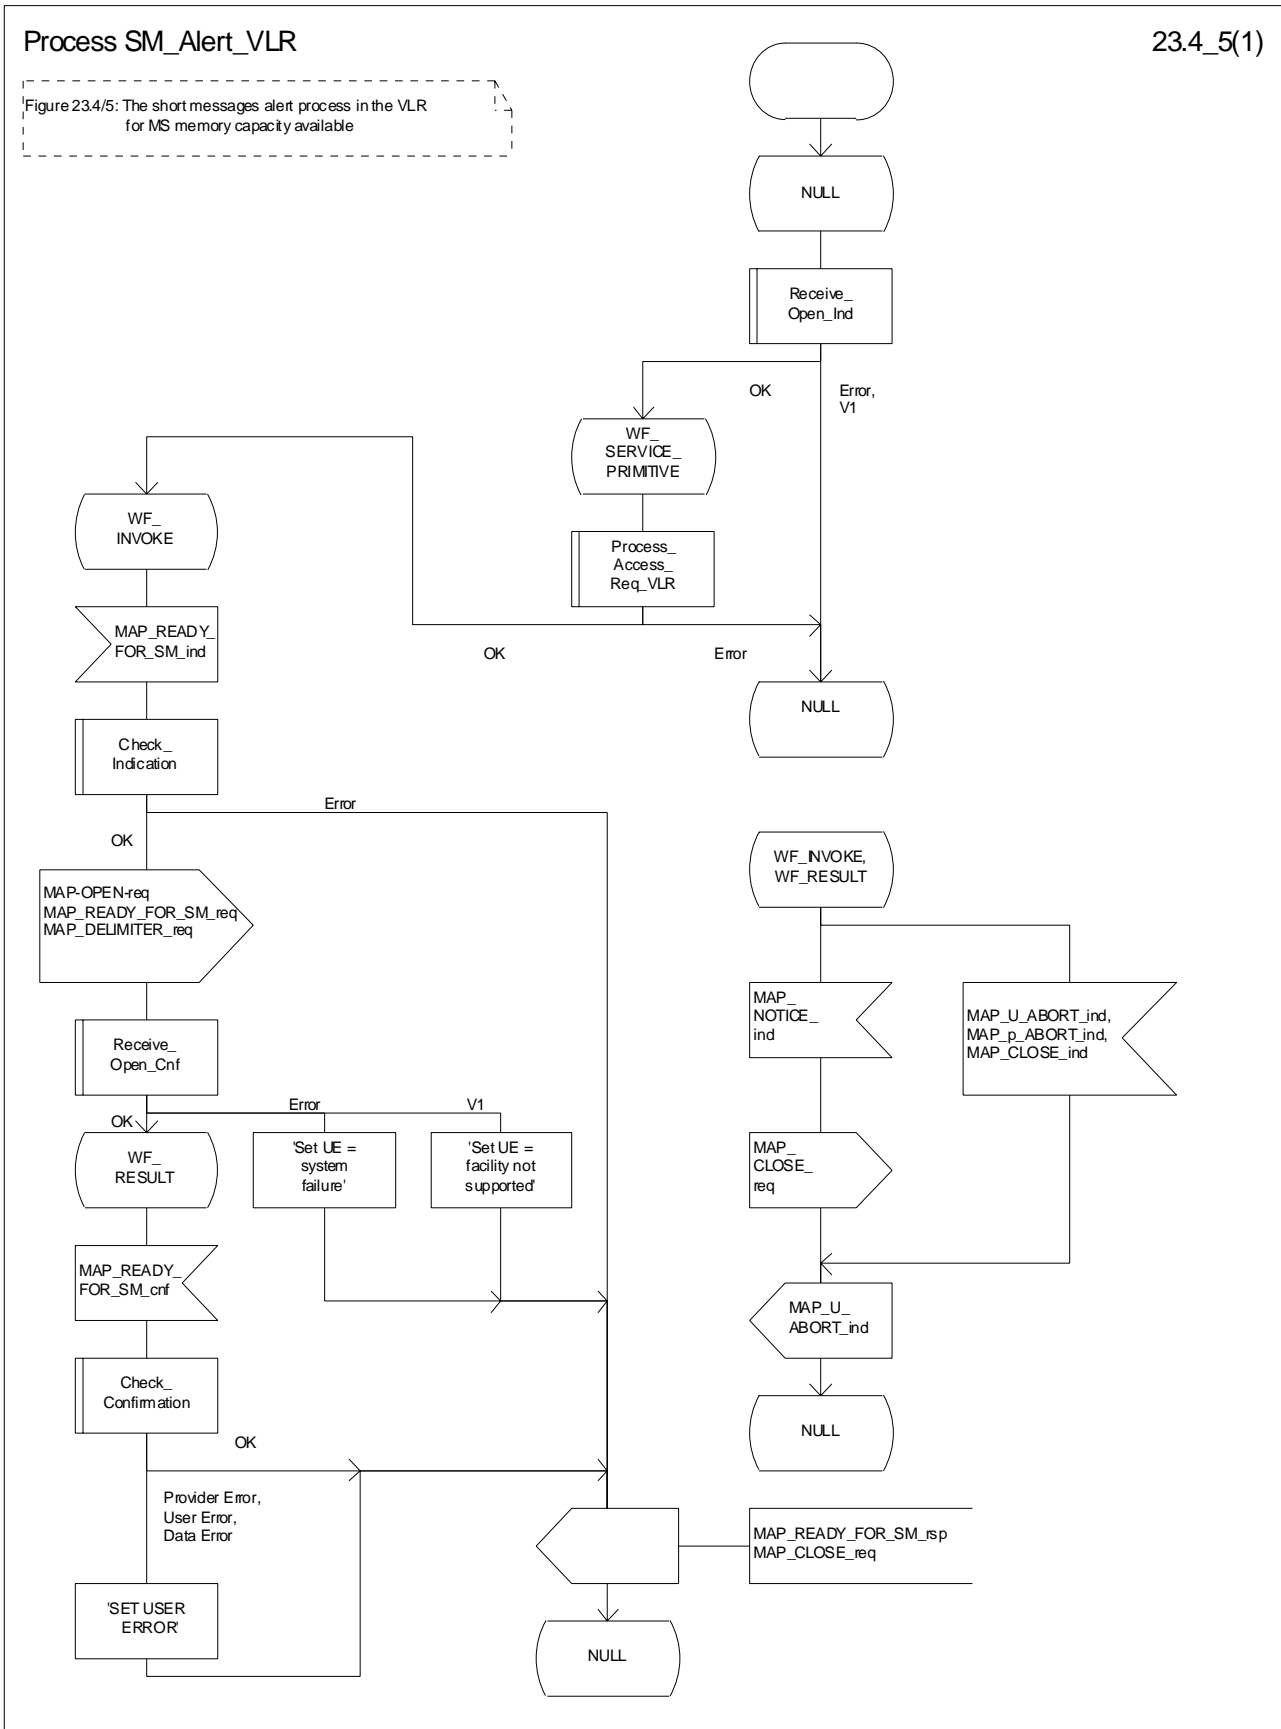 Process SM_Alert_VLR
23.4_5(1)
Figure 23.4/5: The short messages alert process in the VLR
for MS memory capacity available
NULL
Receive_
Open_Ind
OK
Error,
V1
WF_
SERVICE_
PRIMITIVE
Process_
Access_
Req_VLR
OK
Error
NULL
WF_
INVOKE
MAP_READY_
FOR_SM_ind
Check_
Indication
Error
OK
MAP-OPEN-req
MAP_READY_FOR_SM_req
MAP_DELIMITER_req
Receive_
Open_Cnf
Error
V1
OK
WF_
RESULT
'Set UE =
system
failure'
'Set UE =
facility not
supported'
MAP_READY_
FOR_SM_cnf
Check_
Confirmation
OK
Provider Error,
User Error,
Data Error
'SET USER
ERROR'
WF_INVOKE,
WF_RESULT
MAP_
NOTICE_
ind
MAP_U_ABORT_ind,
MAP_p_ABORT_ind,
MAP_CLOSE_ind
MAP_
CLOSE_
req
MAP_U_
ABORT_ind
NULL
MAP_READY_FOR_SM_rsp
MAP_CLOSE_req
NULL